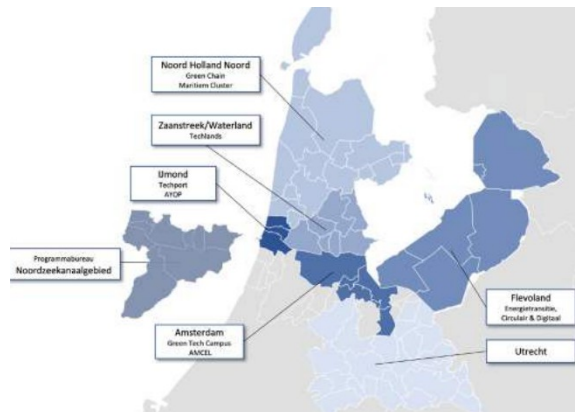 Noord Holland Noord
Green Chain
Maritiem Cluster
Zaanstreek/Waterland
Techlands
IJmond
Techport
AYOP
Programmabureau
Noordzeekanaalgebied
Amsterdam
Green Tech Campus
AMCEL
Flevoland
Energietransitie,
Circulair & Digitaal
Utrecht